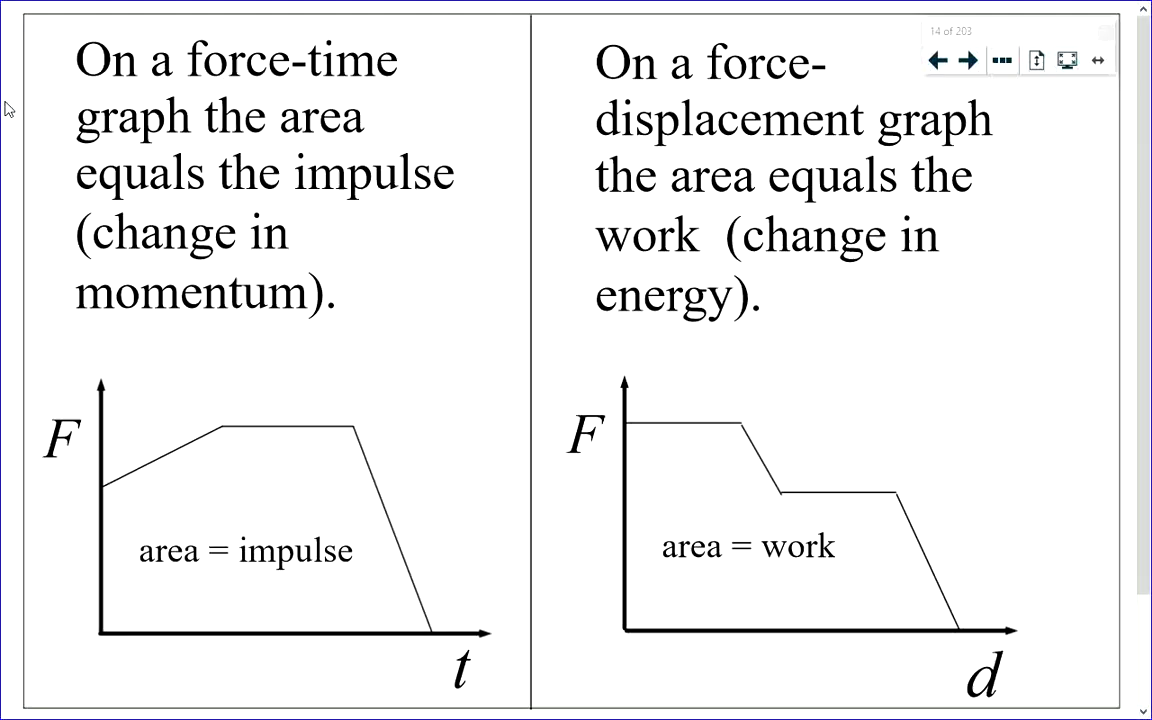 On a force-time
graph the area
equals the impulse
(change in
momentum).
F
area = impulse
t
14 of 203
On a force-
displacement graph
the area equals the
work (change in
energy).
F
area = work
d